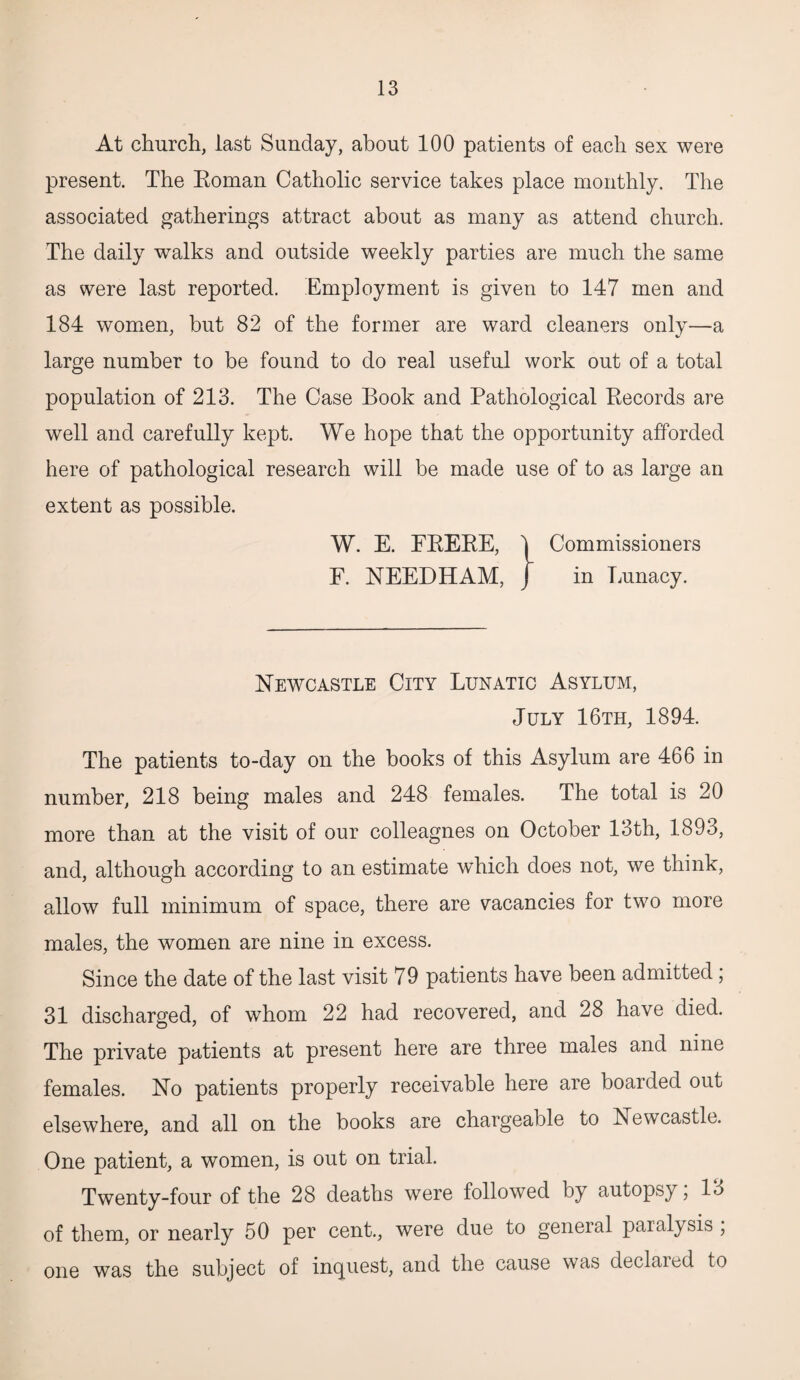 13
At church, last Sunday, about 100 patients of each sex were
present. The Roman Catholic service takes place monthly. The
associated gatherings attract about as many as attend church.
The daily walks and outside weekly parties are much the same
as were last reported. Employment is given to 147 men and
184 women, but 82 of the former are ward cleaners only—a
large number to be found to do real useful work out of a total
population of 213. The Case Book and Pathological Records are
well and carefully kept. We hope that the opportunity afforded
here of pathological research will be made use of to as large an
extent as possible.
W. E. FRERE, } Commissioners
F. NEEDHAM, } in Lunacy.
Newcastle City Lunatic Asylum,
July 16th, 1894.
The patients to-day on the books of this Asylum are 466 in
number, 218 being males and 248 females. The total is 20
more than at the visit of our colleagnes on October 13th, 1893,
and, although according to an estimate which does not, we think,
allow full minimum of space, there are vacancies for two more
males, the women are nine in excess.
Since the date of the last visit 79 patients have been admitted;
31 discharged, of whom 22 had recovered, and 28 have died.
The private patients at present here are three males and nine
females. No patients properly receivable here are boarded out
elsewhere, and all on the books are chargeable to Newcastle.
One patient, a women, is out on trial.
Twenty-four of the 28 deaths were followed by autopsy; 13
of them, or nearly 50 per cent., were due to general paralysis;
one was the subject of inquest, and the cause was declared to